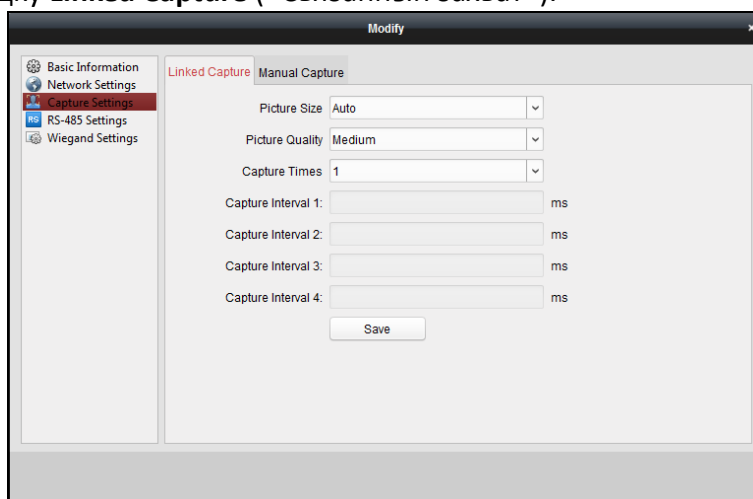 Linked Capture
Modify
Basic Information
Network Settings
Capture Settings
RS-485 Settings
Wiegand Settings
Linked Capture Manual Capture
Picture Size Auto
Picture Quality Medium
Capture Times 1
Capture Interval 1: ms
Capture Interval 2: ms
Capture Interval 3: ms
Capture Interval 4: ms
Save